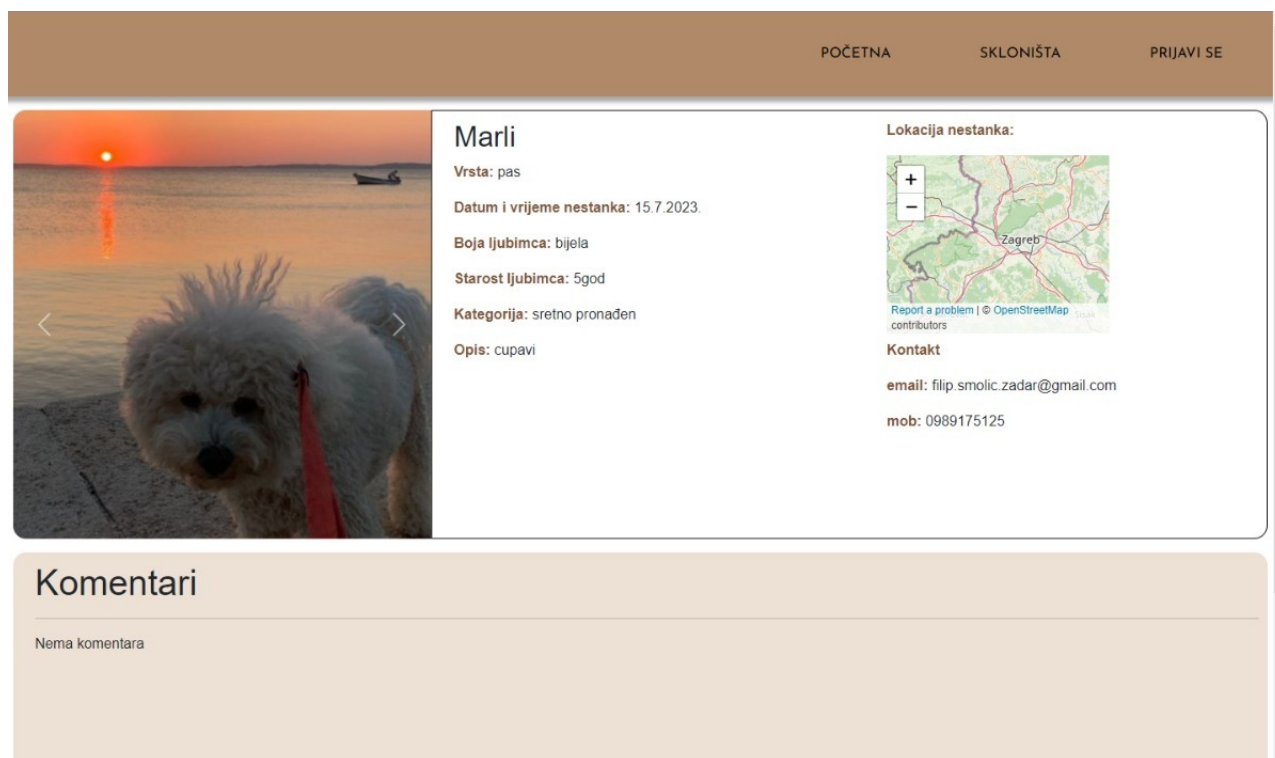 POČETNA SKLONIŠTA PRIJAVI SE
Marli
Vrsta: pas
Datum i vrijeme nestanka: 15.7.2023.
Boja ljubimca: bijela
Starost ljubimca: 5god
Kategorija: sretno pronađen
Opis: cupavi
Lokacija nestanka:
+
−
Zagreb
Report a problem | © OpenStreetMap
contributors
Kontakt
email: filip.smolic.zadar@gmail.com
mob: 0989175125
Komentari
Nema komentara